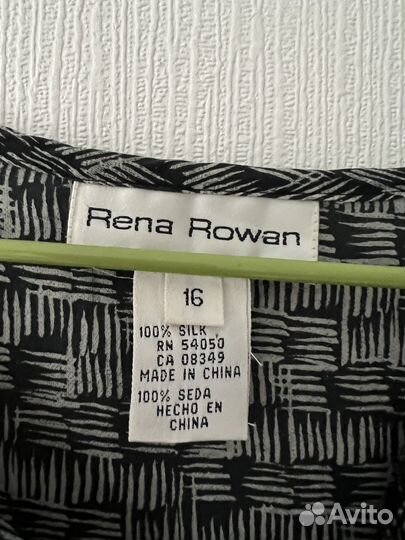 Rena Rowan
16
100% SILK
RN 54050
CA 08349
MADE IN CHINA
100% SEDA
HECHO EN
CHINA
Avito